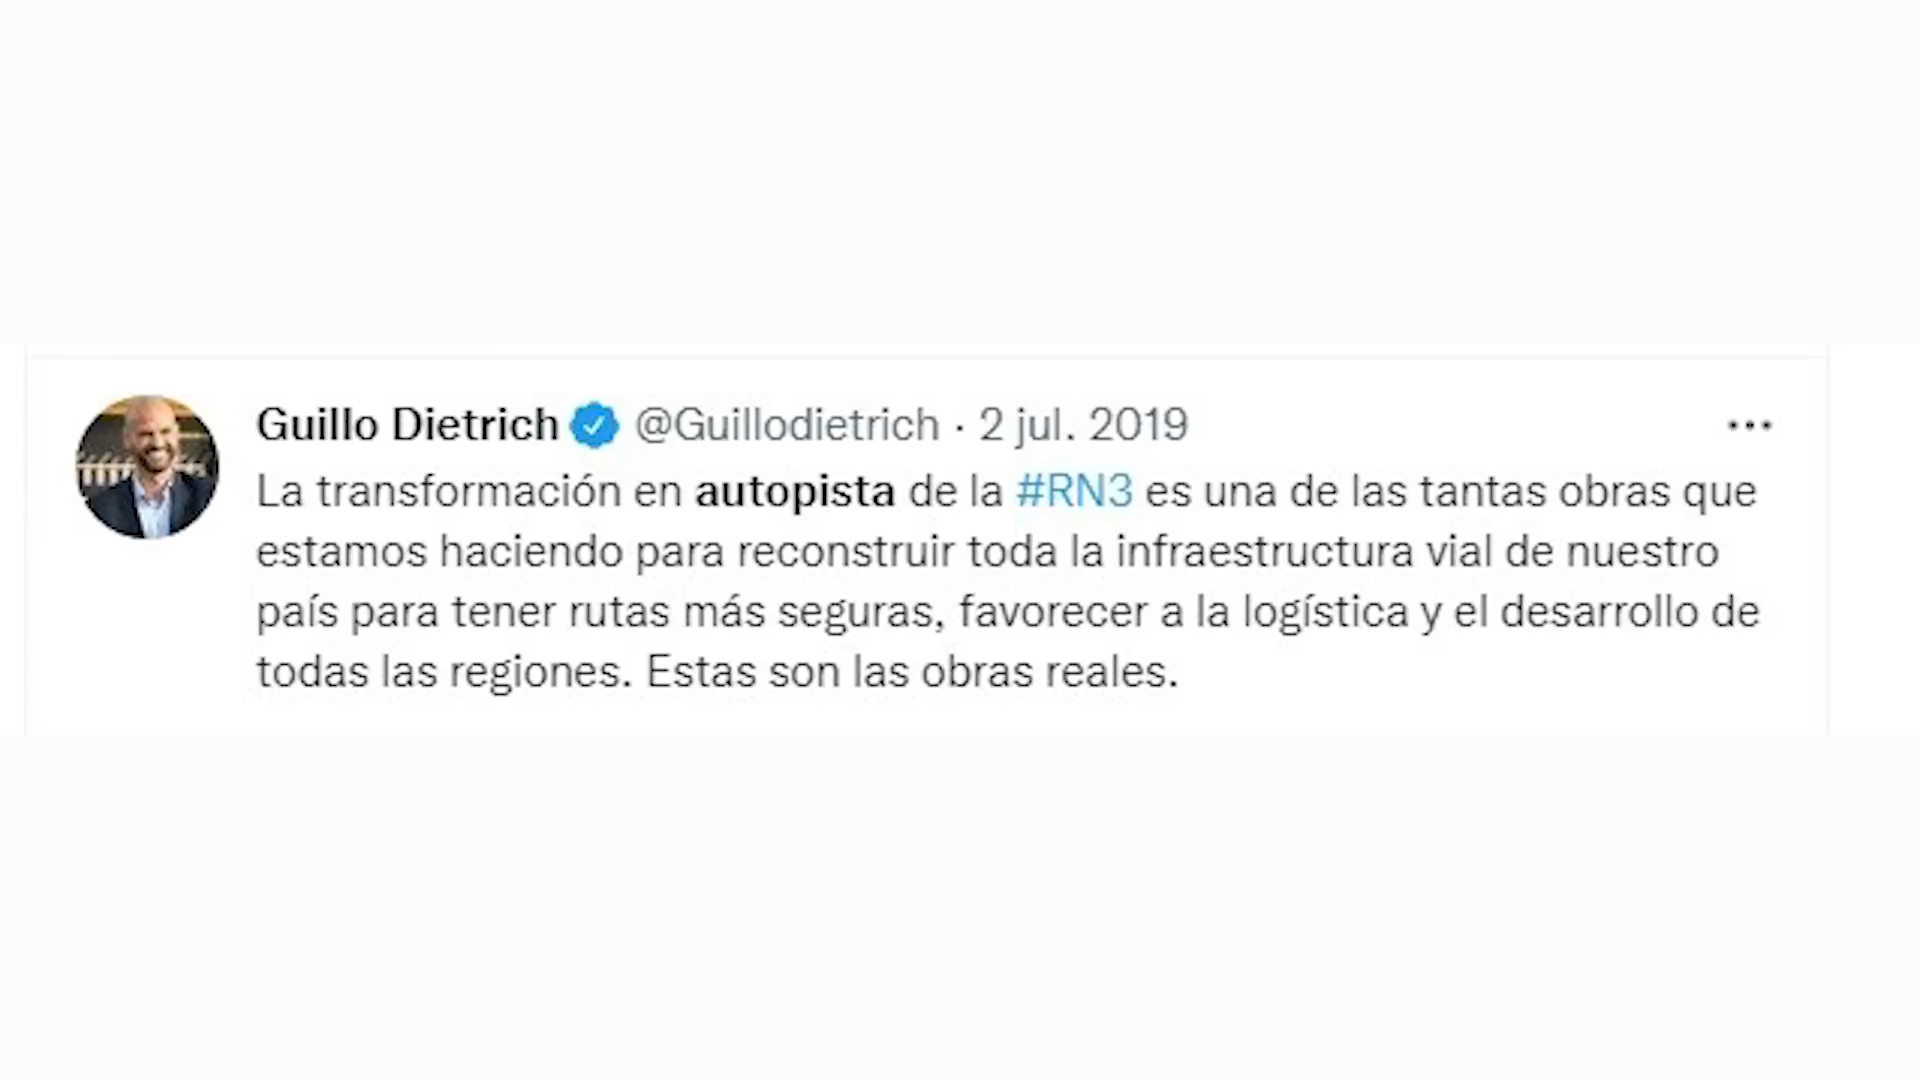 Guillo Dietrich @Guillodietrich · 2 jul. 2019
La transformación en autopista de la #RN3 es una de las tantas obras que
estamos haciendo para reconstruir toda la infraestructura vial de nuestro
país para tener rutas más seguras, favorecer a la logística y el desarrollo de
todas las regiones. Estas son las obras reales.